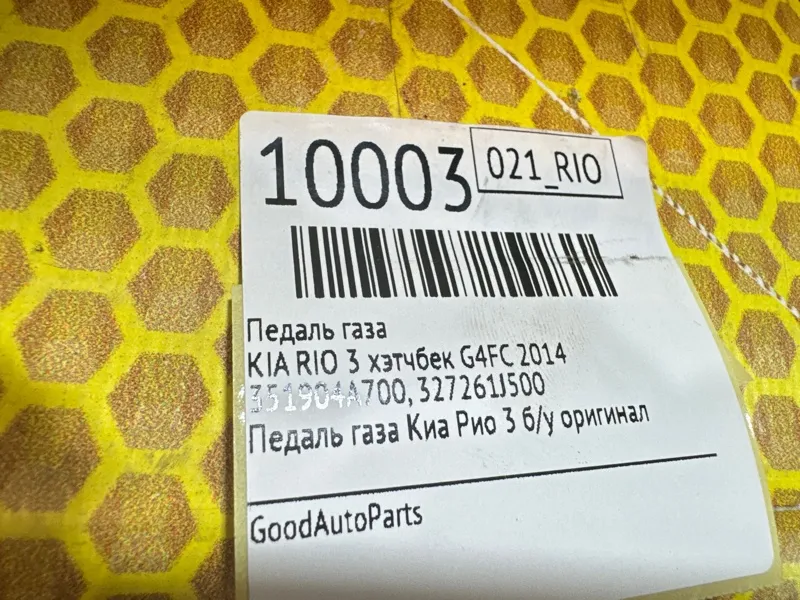 10003
021_RIO
Педаль газа
KIA RIO 3 хэтчбек G4FC 2014
351904A700, 327261J500
Педаль газа Киа Рио 3 б/у оригинал
GoodAutoParts